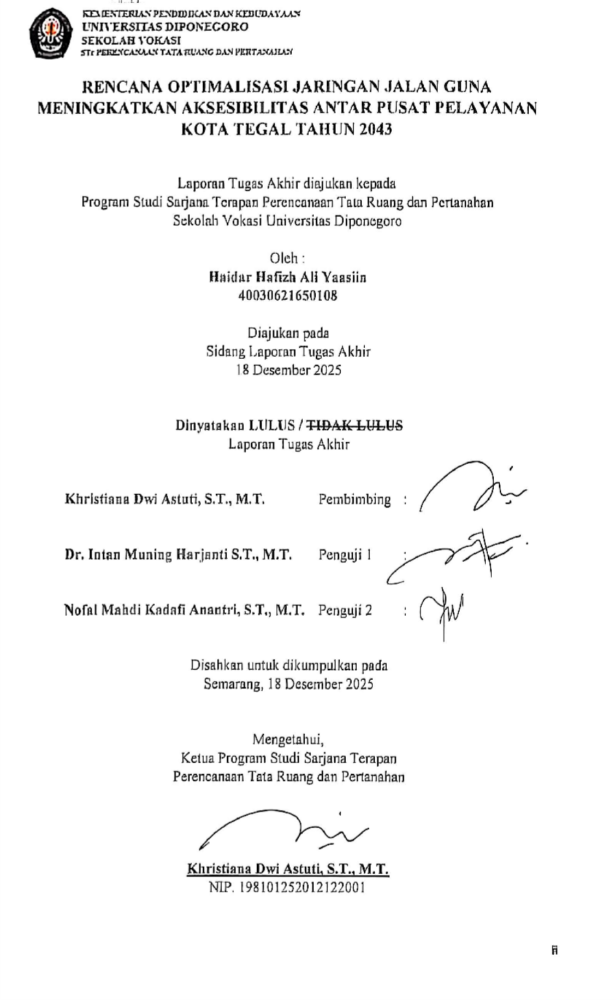 KEMENTERIAN PENDIDIKAN DAN KEBUDAYAAN
UNIVERSITAS DIPONEGORO
SEKOLAH VOKASI
STr PERENCANAAN TATA RUANG DAN PERTANAHAN
RENCANA OPTIMALISASI JARINGAN JALAN GUNA
MENINGKATKAN AKSESIBILITAS ANTAR PUSAT PELAYANAN
KOTA TEGAL TAHUN 2043
Laporan Tugas Akhir diajukan kepada
Program Studi Sarjana Terapan Perencanaan Tata Ruang dan Pertanahan
Sekolah Vokasi Universitas Diponegoro
Oleh :
Haidar Hafizh Ali Yaasiin
40030621650108
Diajukan pada
Sidang Laporan Tugas Akhir
18 Desember 2025
Dinyatakan LULUS / TIDAK LULUS
Laporan Tugas Akhir
Khristiana Dwi Astuti, S.T., M.T. Pembimbing :
Dr. Intan Muning Harjanti S.T., M.T. Penguji 1 :
Nofal Mahdi Kadafi Anantri, S.T., M.T. Penguji 2 :
Disahkan untuk dikumpulkan pada
Semarang, 18 Desember 2025
Mengetahui,
Ketua Program Studi Sarjana Terapan
Perencanaan Tata Ruang dan Pertanahan
Khristiana Dwi Astuti, S.T., M.T.
NIP. 198101252012122001